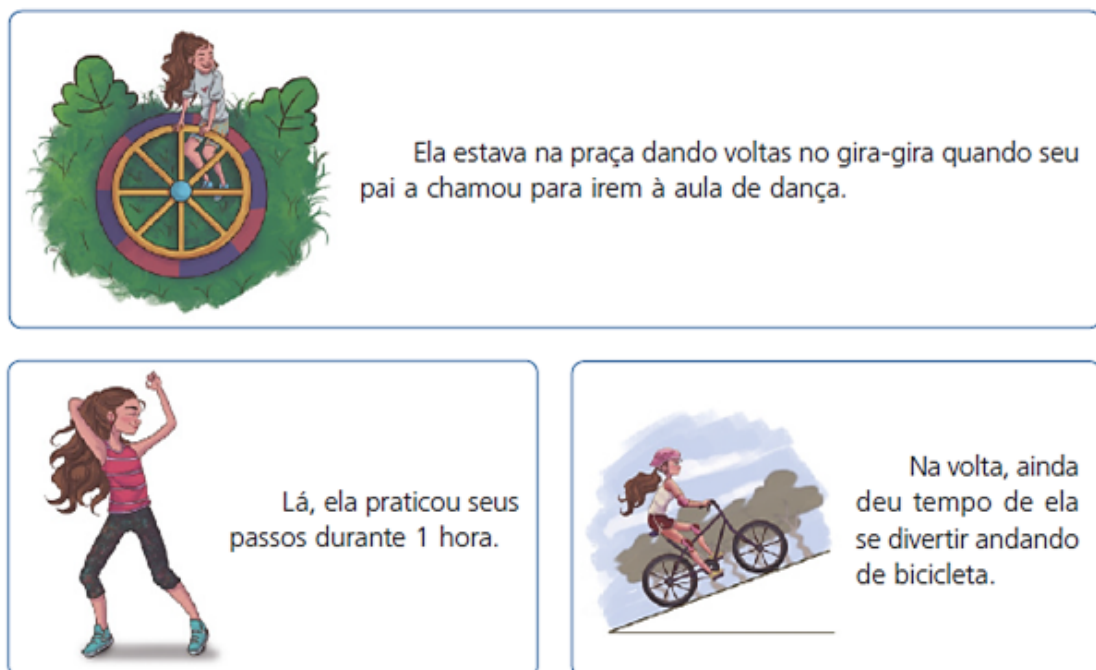 Ela estava na praça dando voltas no gira-gira quando seu
pai a chamou para irem à aula de dança.
Lá, ela praticou seus
passos durante 1 hora.
Na volta, ainda
deu tempo de ela
se divertir andando
de bicicleta.